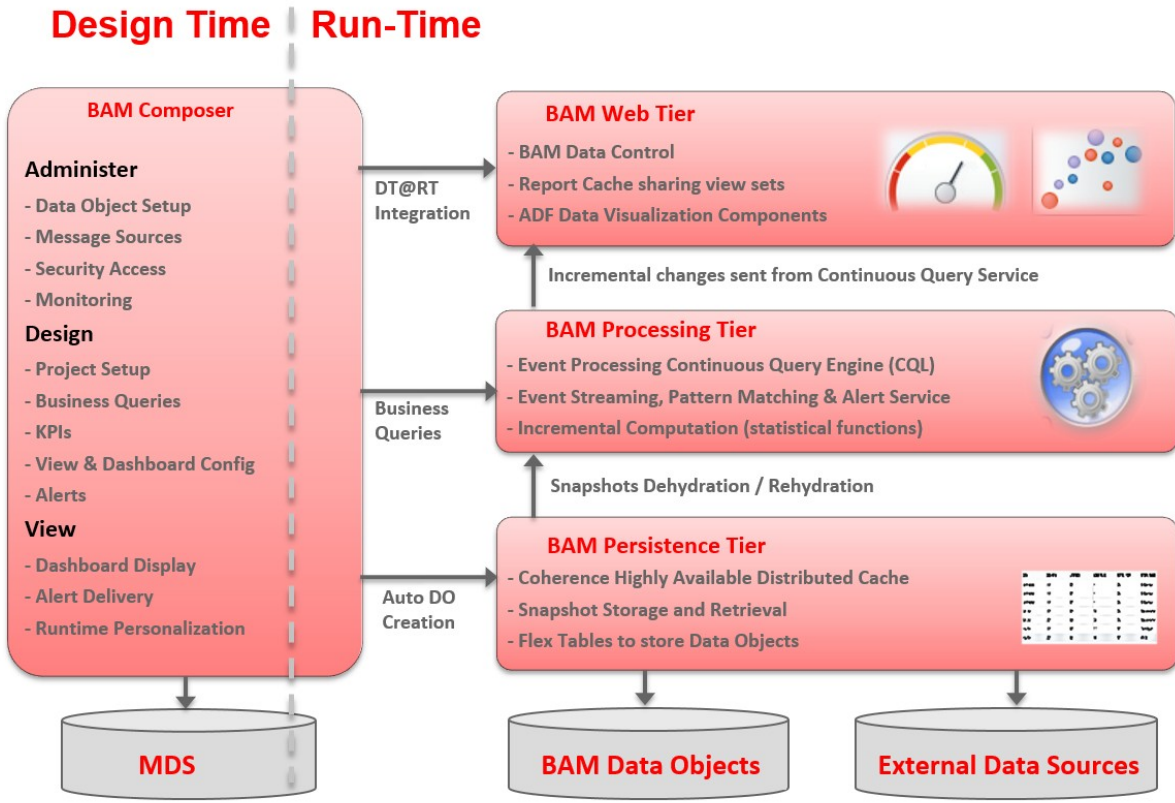 Design Time
Run-Time
BAM Composer
Administer
- Data Object Setup
- Message Sources
- Security Access
- Monitoring
Design
- Project Setup
- Business Queries
- KPIs
- View & Dashboard Config
- Alerts
View
- Dashboard Display
- Alert Delivery
- Runtime Personalization
MDS
DT@RT
Integration
Business
Queries
Auto DO
Creation
BAM Web Tier
- BAM Data Control
- Report Cache sharing view sets
- ADF Data Visualization Components
Incremental changes sent from Continuous Query Service
BAM Processing Tier
- Event Processing Continuous Query Engine (CQL)
- Event Streaming, Pattern Matching & Alert Service
- Incremental Computation (statistical functions)
Snapshots Dehydration / Rehydration
BAM Persistence Tier
- Coherence Highly Available Distributed Cache
- Snapshot Storage and Retrieval
- Flex Tables to store Data Objects
BAM Data Objects
External Data Sources